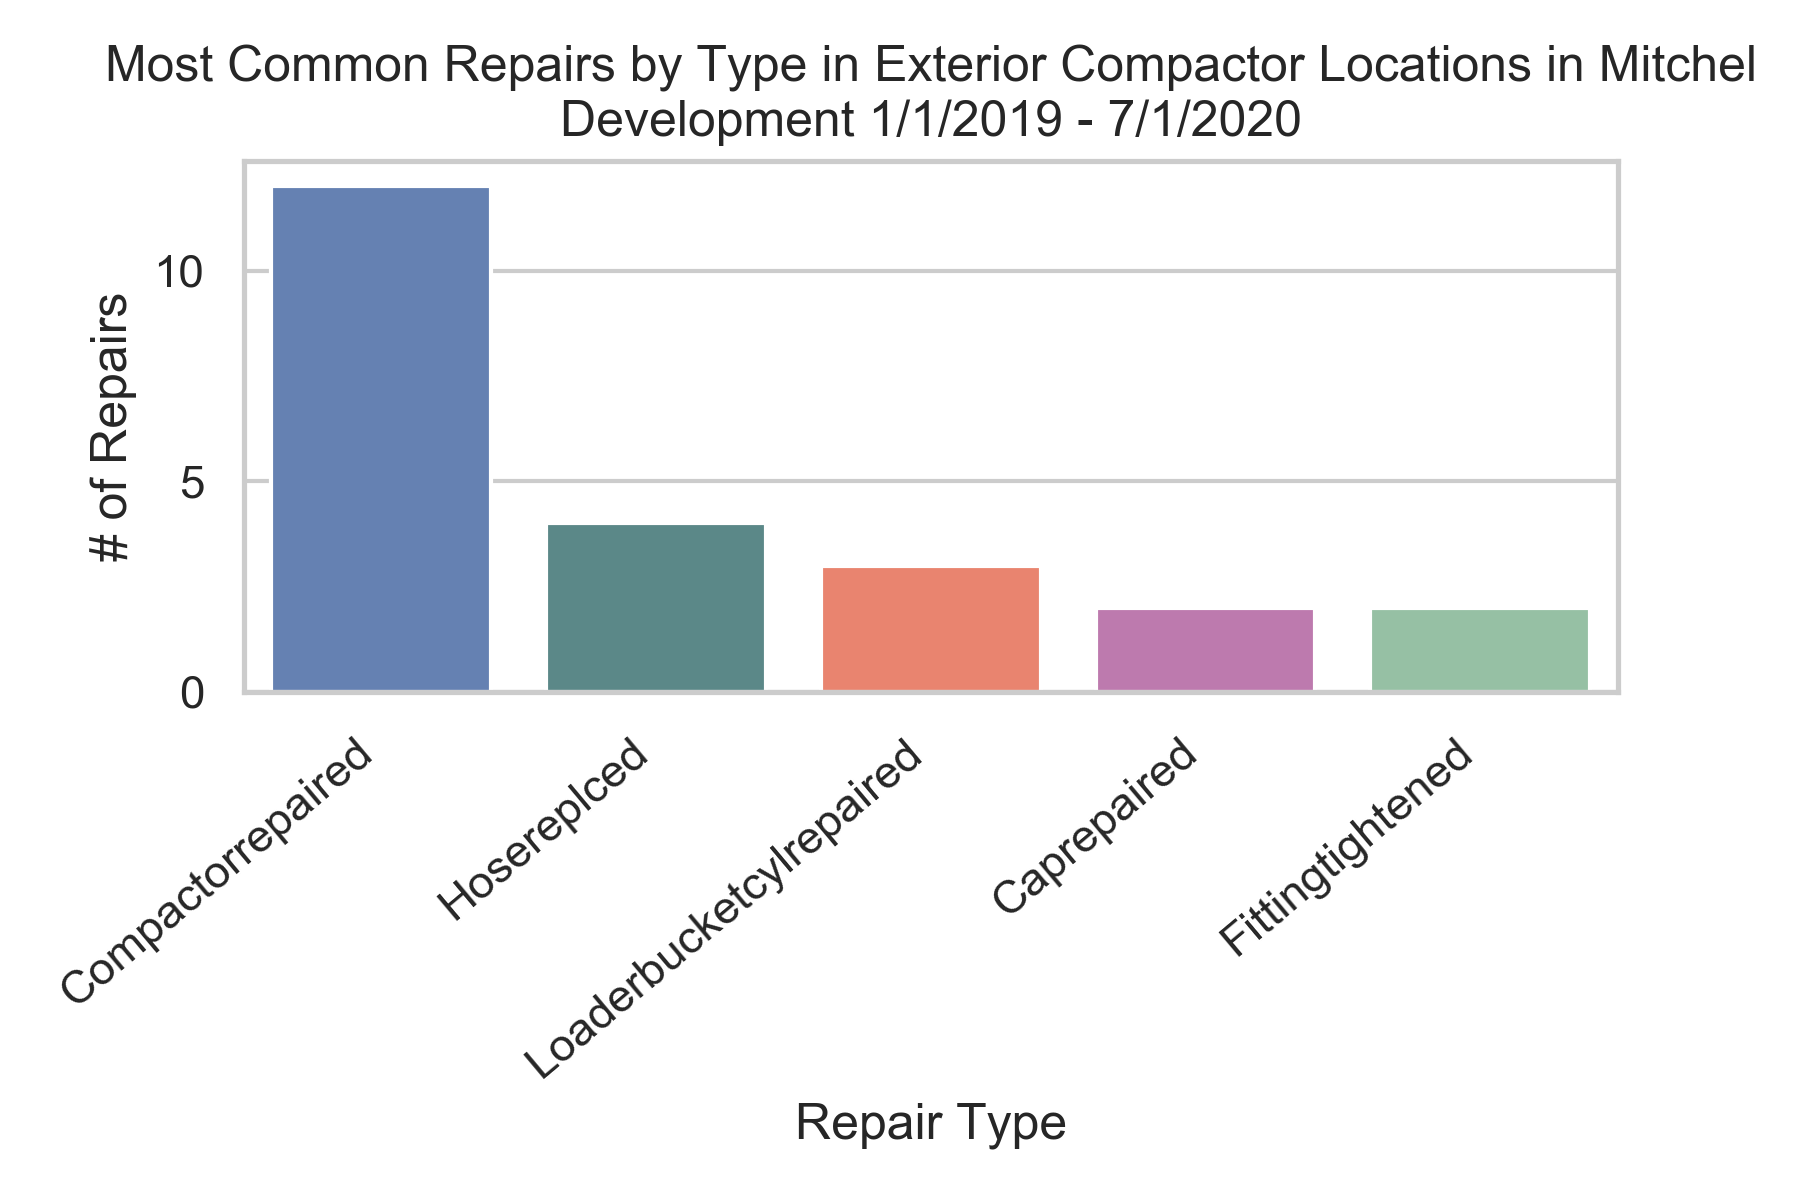 Most Common Repairs by Type in Exterior Compactor Locations in Mitchel
Development 1/1/2019 - 7/1/2020
# of Repairs
10
5
0
Compactorrepaired
Hosereplced
Loaderbucketcylrepaired
Caprepaired
Fittingtightened
Repair Type